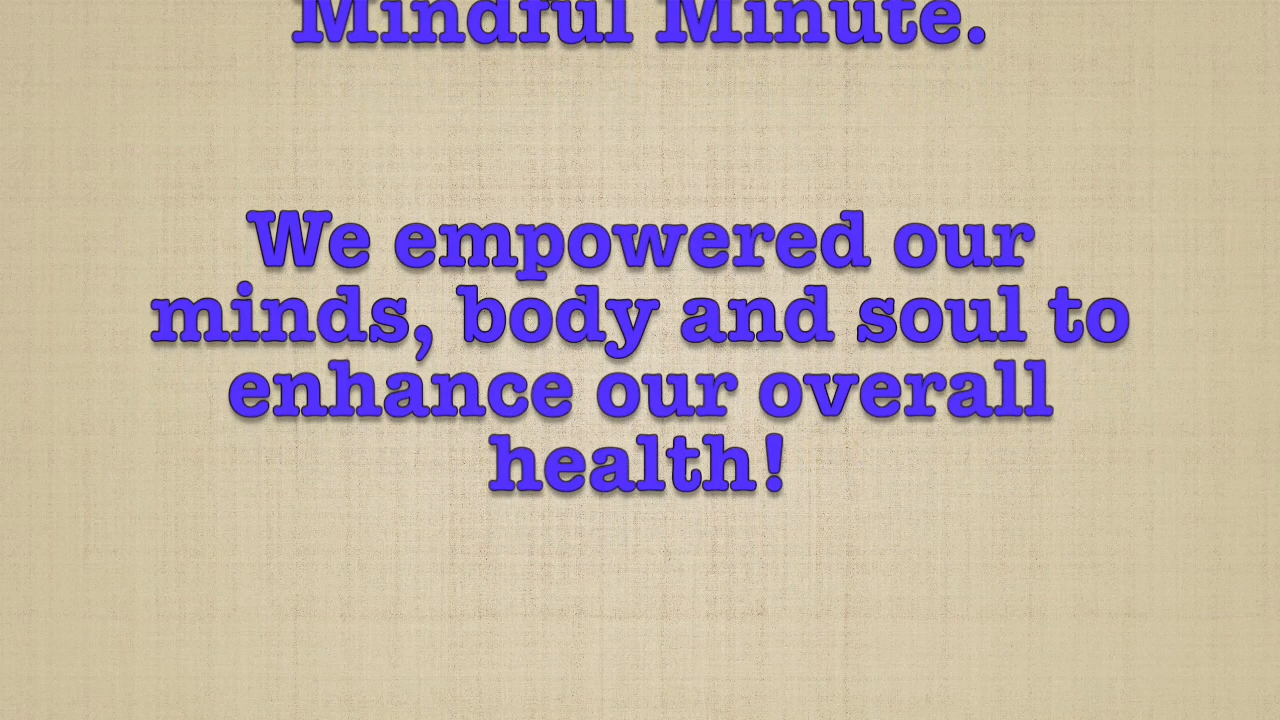 Mindful Minute.
We empowered our
minds, body and soul to
enhance our overall
health!